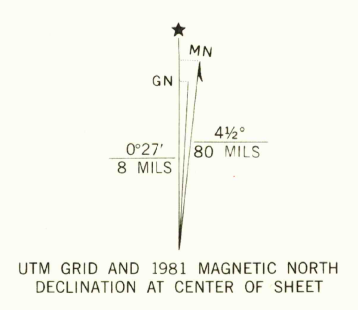 MN
GN
0°27′
8 MILS
4½°
80 MILS
UTM GRID AND 1981 MAGNETIC NORTH
DECLINATION AT CENTER OF SHEET